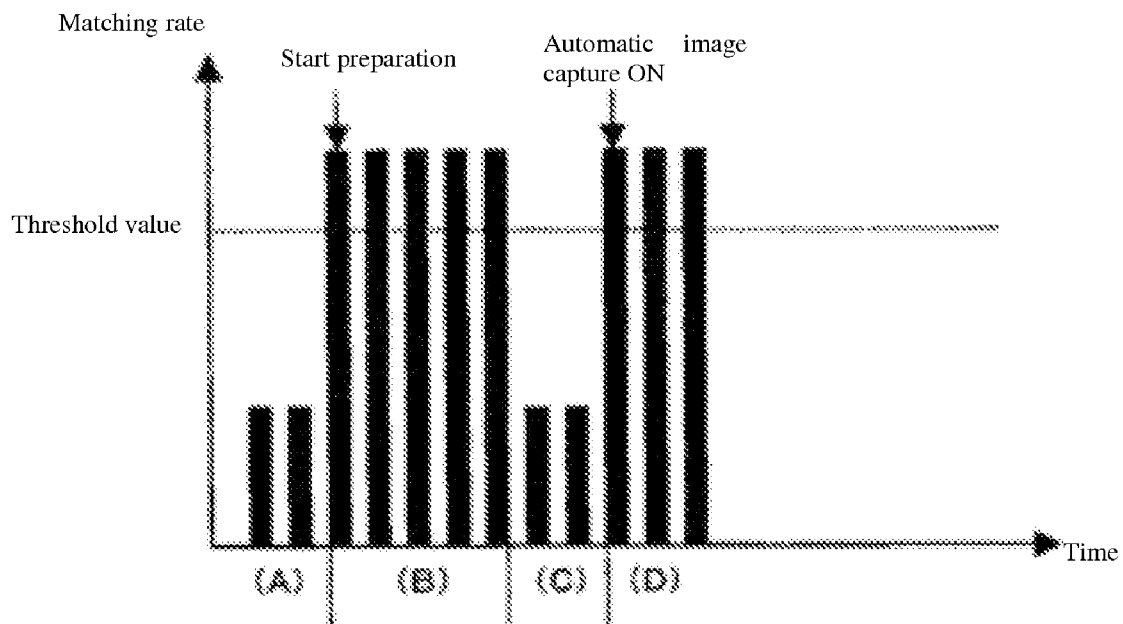 Matching rate
Start preparation
Automatic image
capture ON
Threshold value
Time
(A) (B) (C) (D)